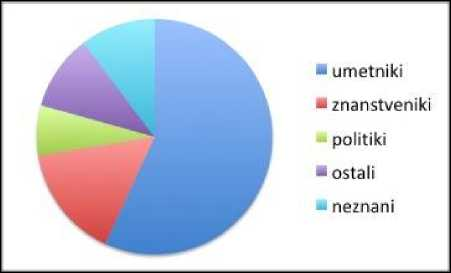 umetniki
znanstveniki
politiki
ostali
neznani